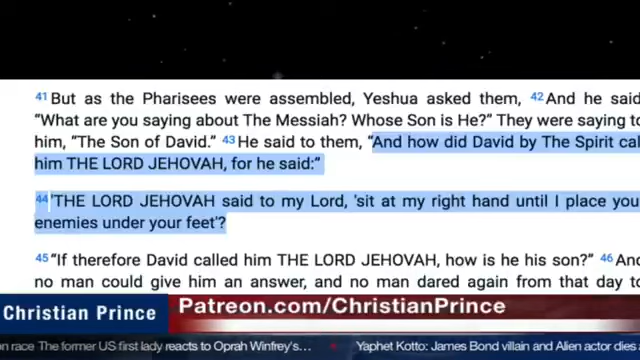 41 But as the Pharisees were assembled, Yeshua asked them, 42 And he said
"What are you saying about The Messiah? Whose Son is He?" They were saying to
him, "The Son of David." 43 He said to them, "And how did David by The Spirit cal
him THE LORD JEHOVAH, for he said:"
44 'THE LORD JEHOVAH said to my Lord, 'sit at my right hand until I place you
enemies under your feet'?
45 "If therefore David called him THE LORD JEHOVAH, how is he his son?" 46 And
no man could give him an answer, and no man dared again from that day to
Christian Prince
Patreon.com/ChristianPrince
on race The former US first lady reacts to Oprah Winfrey's... Yaphet Kotto: James Bond villain and Alien actor dies